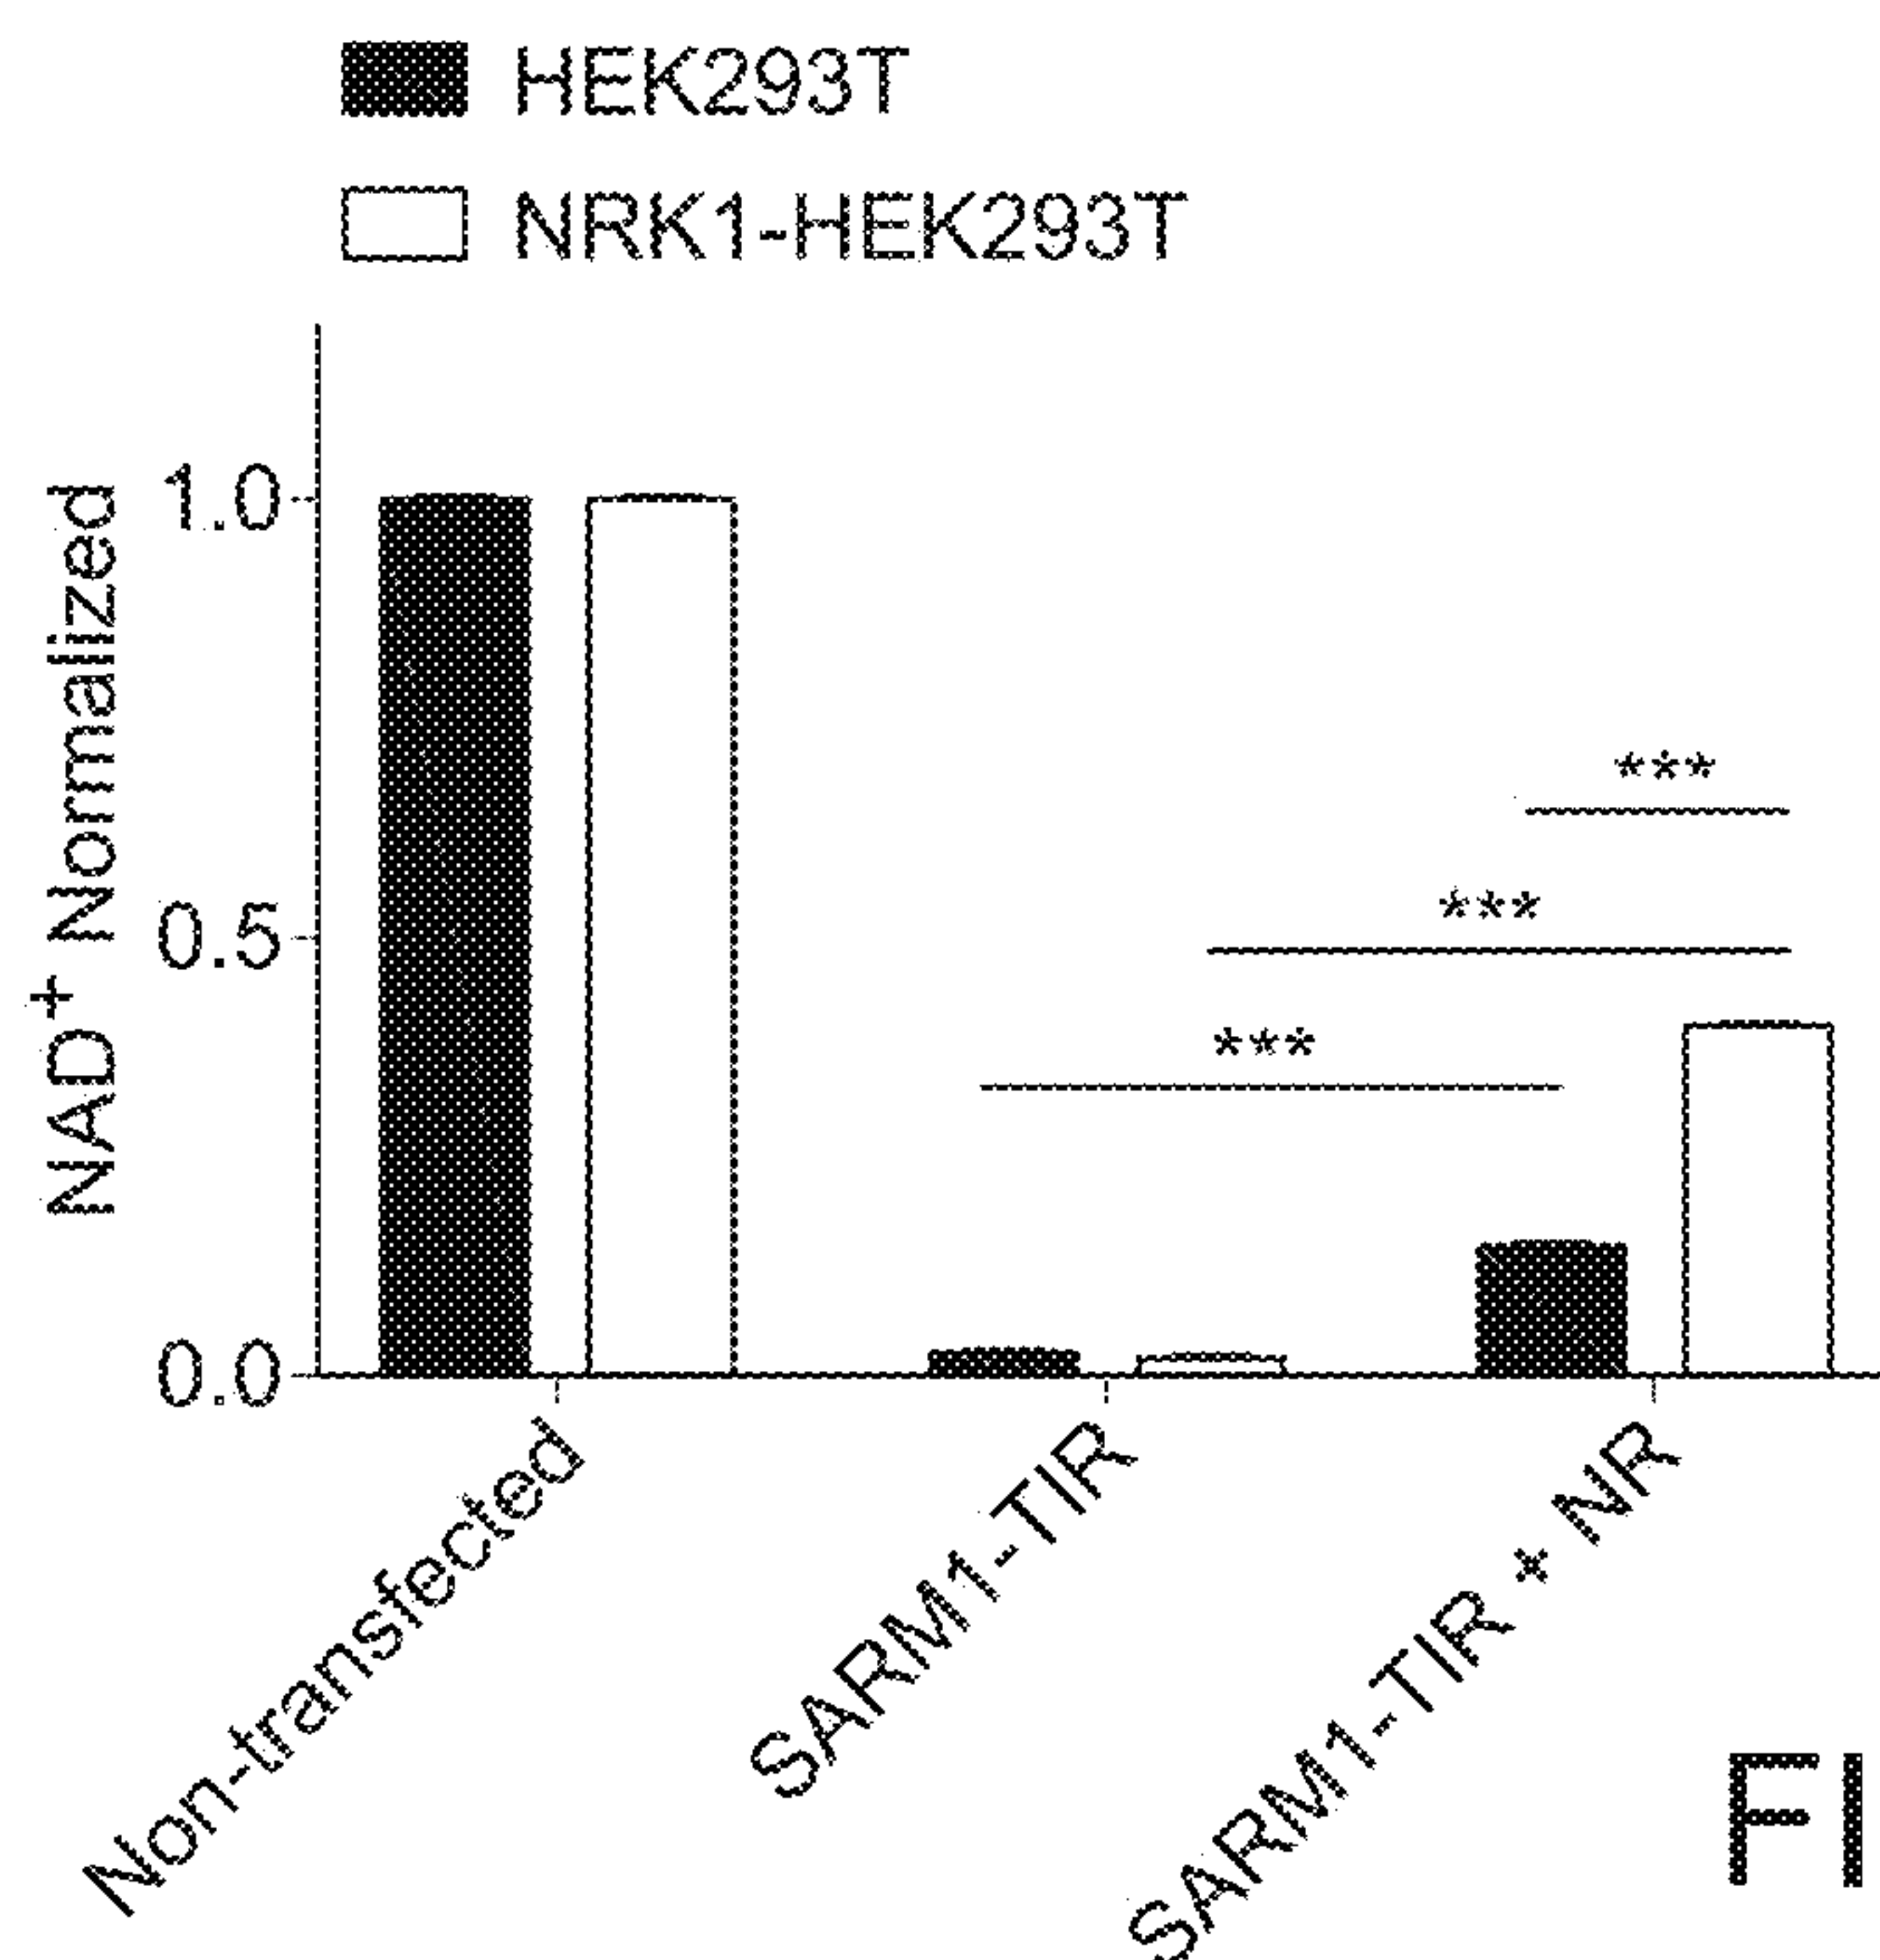 HEK293T
NRK1-HEK293T
NAD+ Normalized
1.0
0.5
0.0
***
***
***
Non-transfected
SARM1-TIR
SARM1-TIR + NR
FI